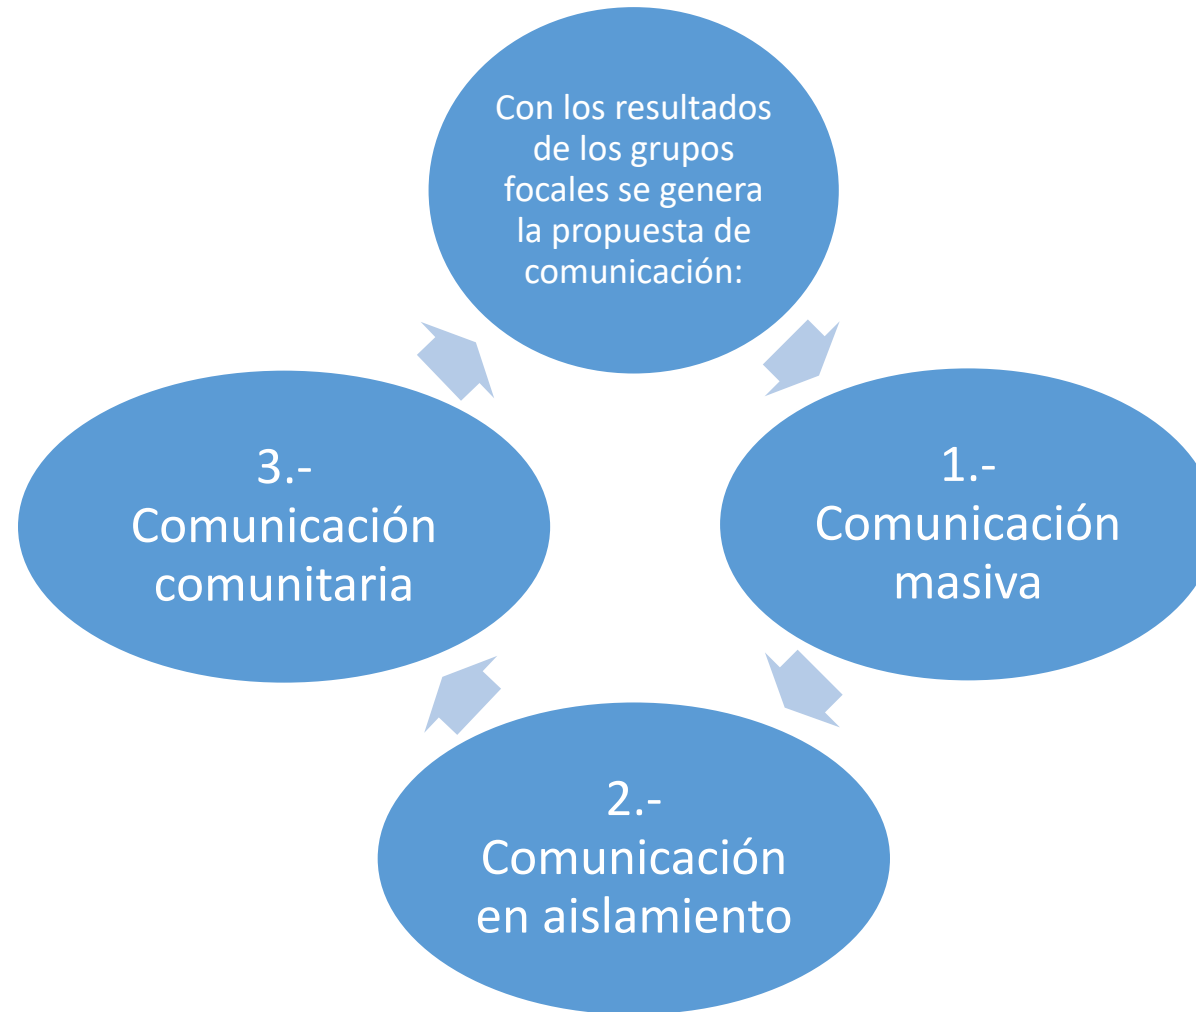 Con los resultados
de los grupos
focales se genera
la propuesta de
comunicación:
1.-
Comunicación
masiva
2.-
Comunicación
en aislamiento
3.-
Comunicación
comunitaria